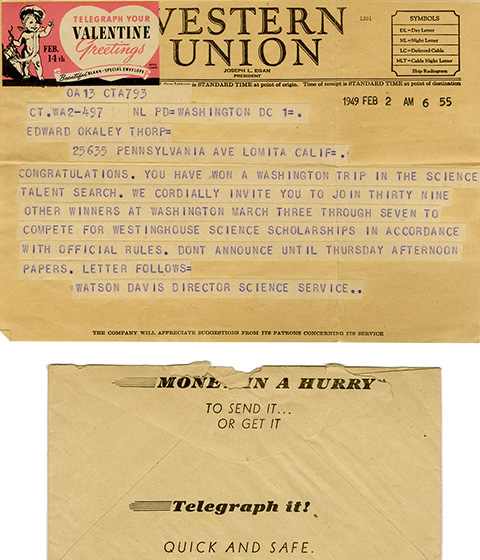 TELEGRAPH YOUR
VALENTINE
FEB. 14th
Greetings
Beautiful BLANK - SPECIAL ENVELOPE
WESTERN
UNION
JOSEPH L. EGAN
PRESIDENT
1201
SYMBOLS
DL=Day Letter
NL=Night Letter
LC=Deferred Cable
NLT=Cable Night Letter
Ship Radiogram
is STANDARD TIME at point of origin. Time of receipt is STANDARD TIME at point of destination
OA13 CTA793
1949 FEB 2 AM 6 55
CT.WA2-497 NL PD=WASHINGTON DC 1=.
EDWARD OKALEY THORP=
25635 PENNSYLVANIA AVE LOMITA CALIF=.
CONGRATULATIONS. YOU HAVE WON A WASHINGTON TRIP IN THE SCIENCE
TALENT SEARCH. WE CORDIALLY INVITE YOU TO JOIN THIRTY NINE
OTHER WINNERS AT WASHINGTON MARCH THREE THROUGH SEVEN TO
COMPETE FOR WESTINGHOUSE SCIENCE SCHOLARSHIPS IN ACCORDANCE
WITH OFFICIAL RULES. DONT ANNOUNCE UNTIL THURSDAY AFTERNOON
PAPERS. LETTER FOLLOWS=
:WATSON DAVIS DIRECTOR SCIENCE SERVICE..
THE COMPANY WILL APPRECIATE SUGGESTIONS FROM ITS PATRONS CONCERNING ITS SERVICE
MONEY IN A HURRY
TO SEND IT...
OR GET IT
Telegraph it!
QUICK AND SAFE.